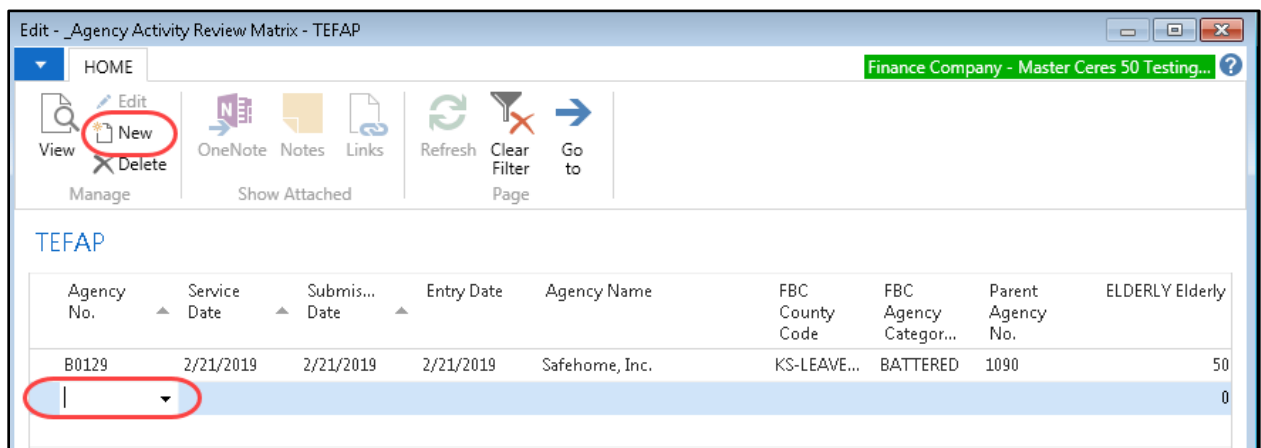 Edit - _Agency Activity Review Matrix - TEFAP
HOME
Finance Company - Master Ceres 50 Testing...
?
View
Edit
New
Delete
Manage
OneNote
Notes
Links
Show Attached
Refresh
Clear
Filter
Go
to
Page
TEFAP
Agency
No.
Service
Date
Submis...
Date
Entry Date
Agency Name
FBC
County
Code
FBC
Agency
Categor...
Parent
Agency
No.
ELDERLY Elderly
B0129 2/21/2019 2/21/2019 2/21/2019 Safehome, Inc. KS-LEAVE... BATTERED 1090 50
0